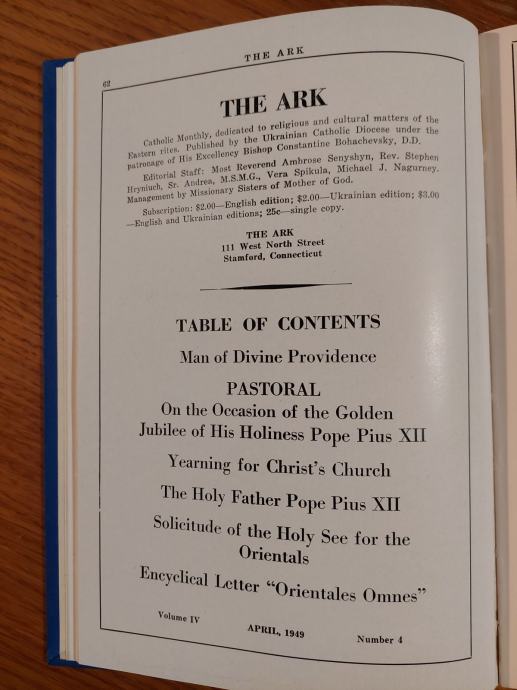 62
THE ARK
THE ARK
Catholic Monthly, dedicated to religious and cultural matters of the
Eastern rites. Published by the Ukrainian Catholic Diocese under the
patronage of His Excellency Bishop Constantine Bohachevsky, D.D.
Editorial Staff: Most Reverend Ambrose Senyshyn, Rev. Stephen
Hryniuch, Sr. Andrea, M.S.M.G., Vera Spikula, Michael J. Nagurney.
Management by Missionary Sisters of Mother of God.
Subscription: $2.00—English edition; $2.00—Ukrainian edition; $3.00
—English and Ukrainian editions; 25c—single copy.
THE ARK
111 West North Street
Stamford, Connecticut
TABLE OF CONTENTS
Man of Divine Providence
PASTORAL
On the Occasion of the Golden
Jubilee of His Holiness Pope Pius XII
Yearning for Christ's Church
The Holy Father Pope Pius XII
Solicitude of the Holy See for the
Orientals
Encyclical Letter “Orientales Omnes”
Volume IV
APRIL, 1949
Number 4